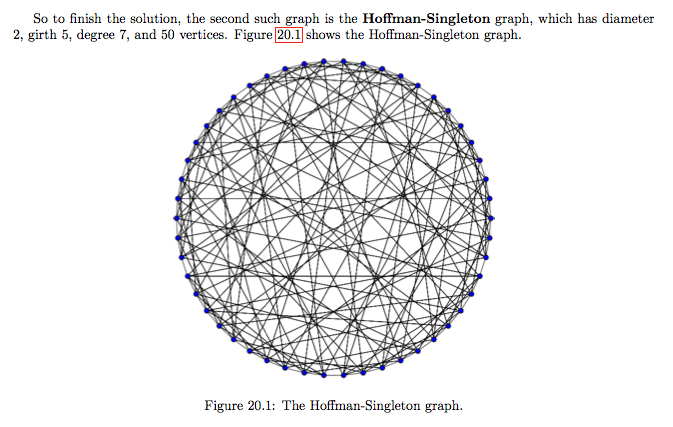 So to finish the solution, the second such graph is the Hoffman-Singleton graph, which has diameter
2, girth 5, degree 7, and 50 vertices. Figure 20.1 shows the Hoffman-Singleton graph.
Figure 20.1: The Hoffman-Singleton graph.